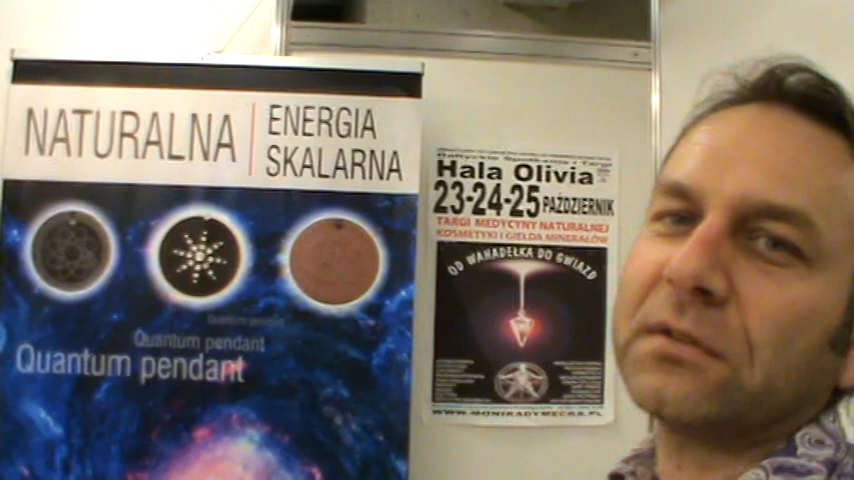 NATURALNA
ENERGIA
SKALARNA
Quantum pendant
Quantum pendant
Quantum pendant
Hala Olivia
23-24-25 PAŹDZIERNIK
TARGI MEDYCYNY NATURALNEJ
KOSMETYKI I GIEŁDA MINERAŁÓW
OD WAHADEŁKA DO GWIAZD
WWW.MONIKADYMECKA.PL